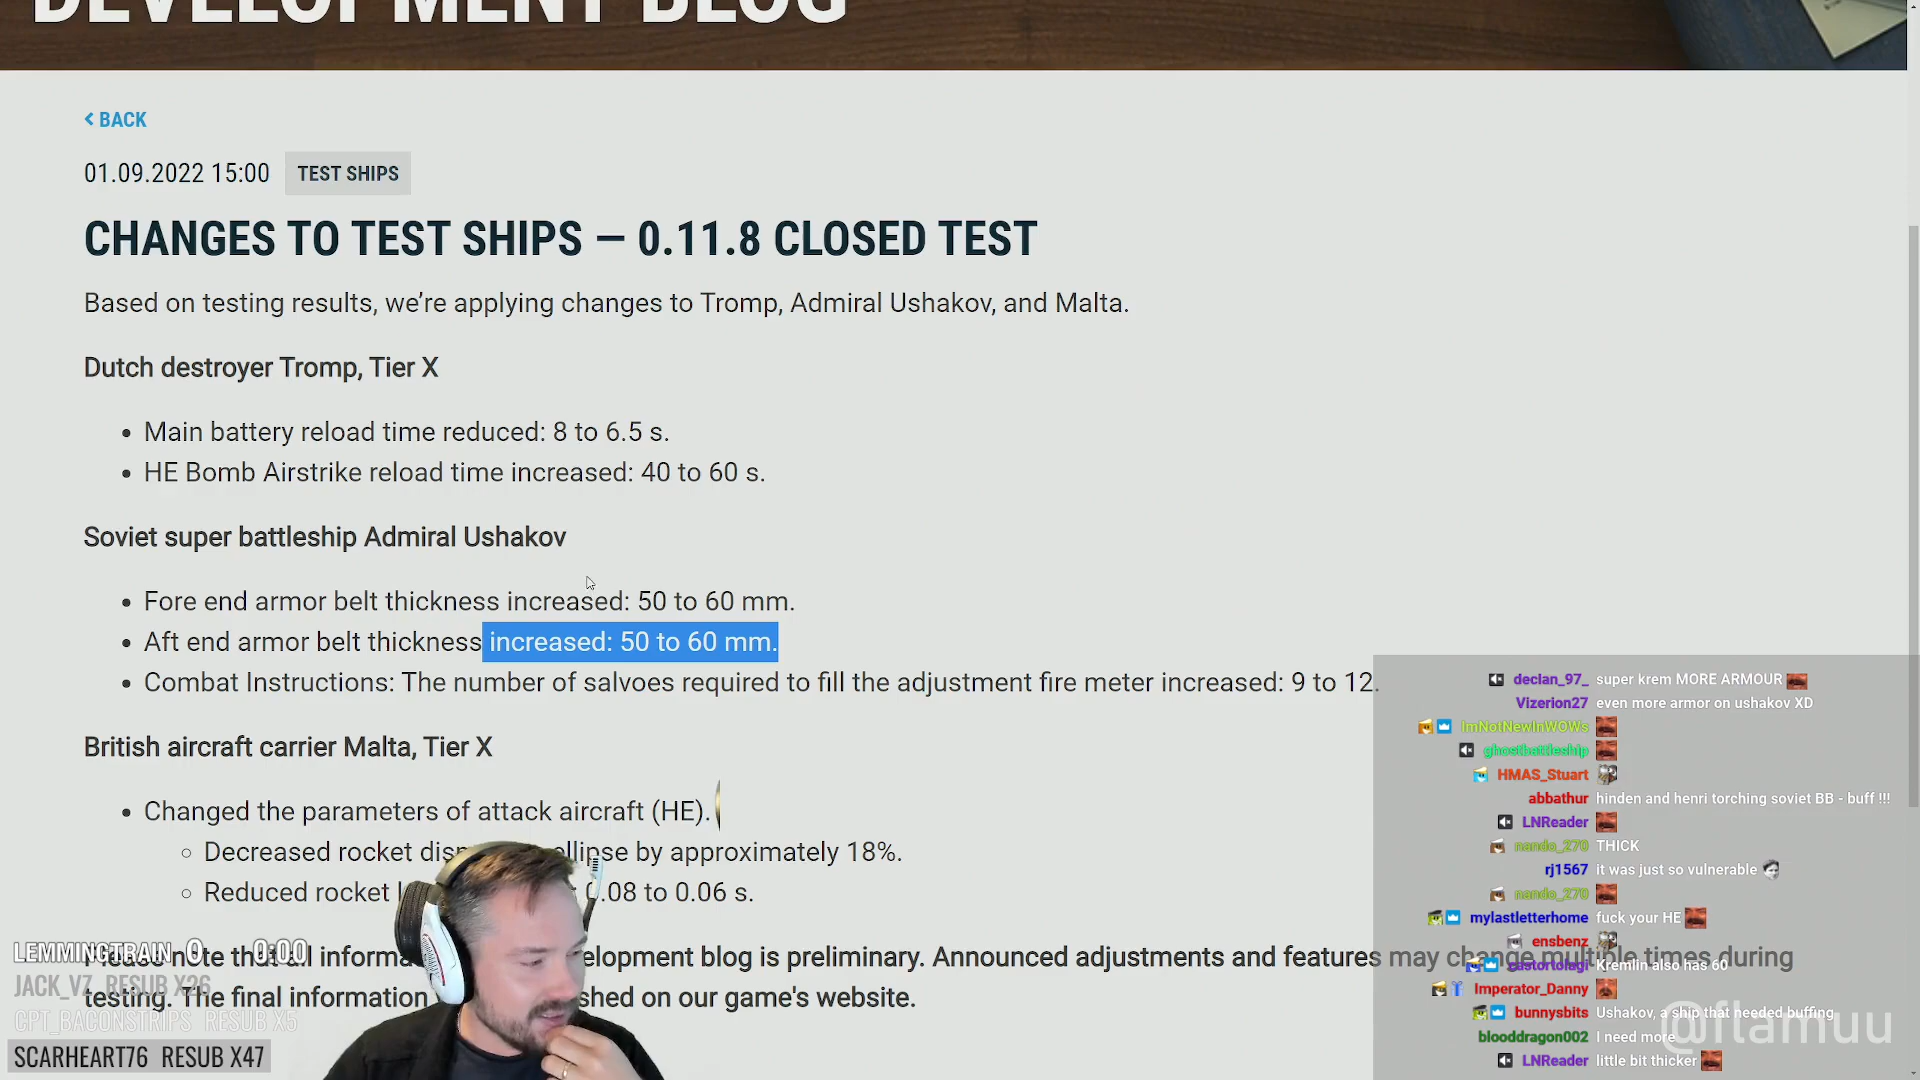 DEVELOPMENT BLOG
BACK
01.09.2022 15:00 TEST SHIPS
CHANGES TO TEST SHIPS — 0.11.8 CLOSED TEST
Based on testing results, we're applying changes to Tromp, Admiral Ushakov, and Malta.
Dutch destroyer Tromp, Tier X
• Main battery reload time reduced: 8 to 6.5 s.
• HE Bomb Airstrike reload time increased: 40 to 60 s.
Soviet super battleship Admiral Ushakov
• Fore end armor belt thickness increased: 50 to 60 mm.
• Aft end armor belt thickness increased: 50 to 60 mm.
• Combat Instructions: The number of salvoes required to fill the adjustment fire meter increased: 9 to 12.
British aircraft carrier Malta, Tier X
• Changed the parameters of attack aircraft (HE).
Decreased rocket ellipse by approximately 18%.
Reduced rocket 0.08 to 0.06 s.
Please note that all blog is preliminary. Announced adjustments and features may change multiple times during
testing. The final information on our game's website.
LEMMINGTRAIN 0 0:00
JACK_VZ RESUB X26
CPT_BACONSTRIPS RESUB X5
SCARHEART76 RESUB X47
declan_97_ super krem MORE ARMOUR
Vizerion27 even more armor on ushakov XD
ImNotNewInWOWs
ghostbattleship
HMAS_Stuart
abbathur hinden and henri torching soviet BB - buff !!!
LNReader
nando_270 THICK
rj1567 it was just so vulnerable
nando_270
mylastletterhome fuck your HE
ensbenz
castortofugi Kremlin also has 60
Imperator_Danny
bunnysbits Ushakov, a ship that needed buffing
blooddragon002 I need more
LNReader little bit thicker
@flamuu